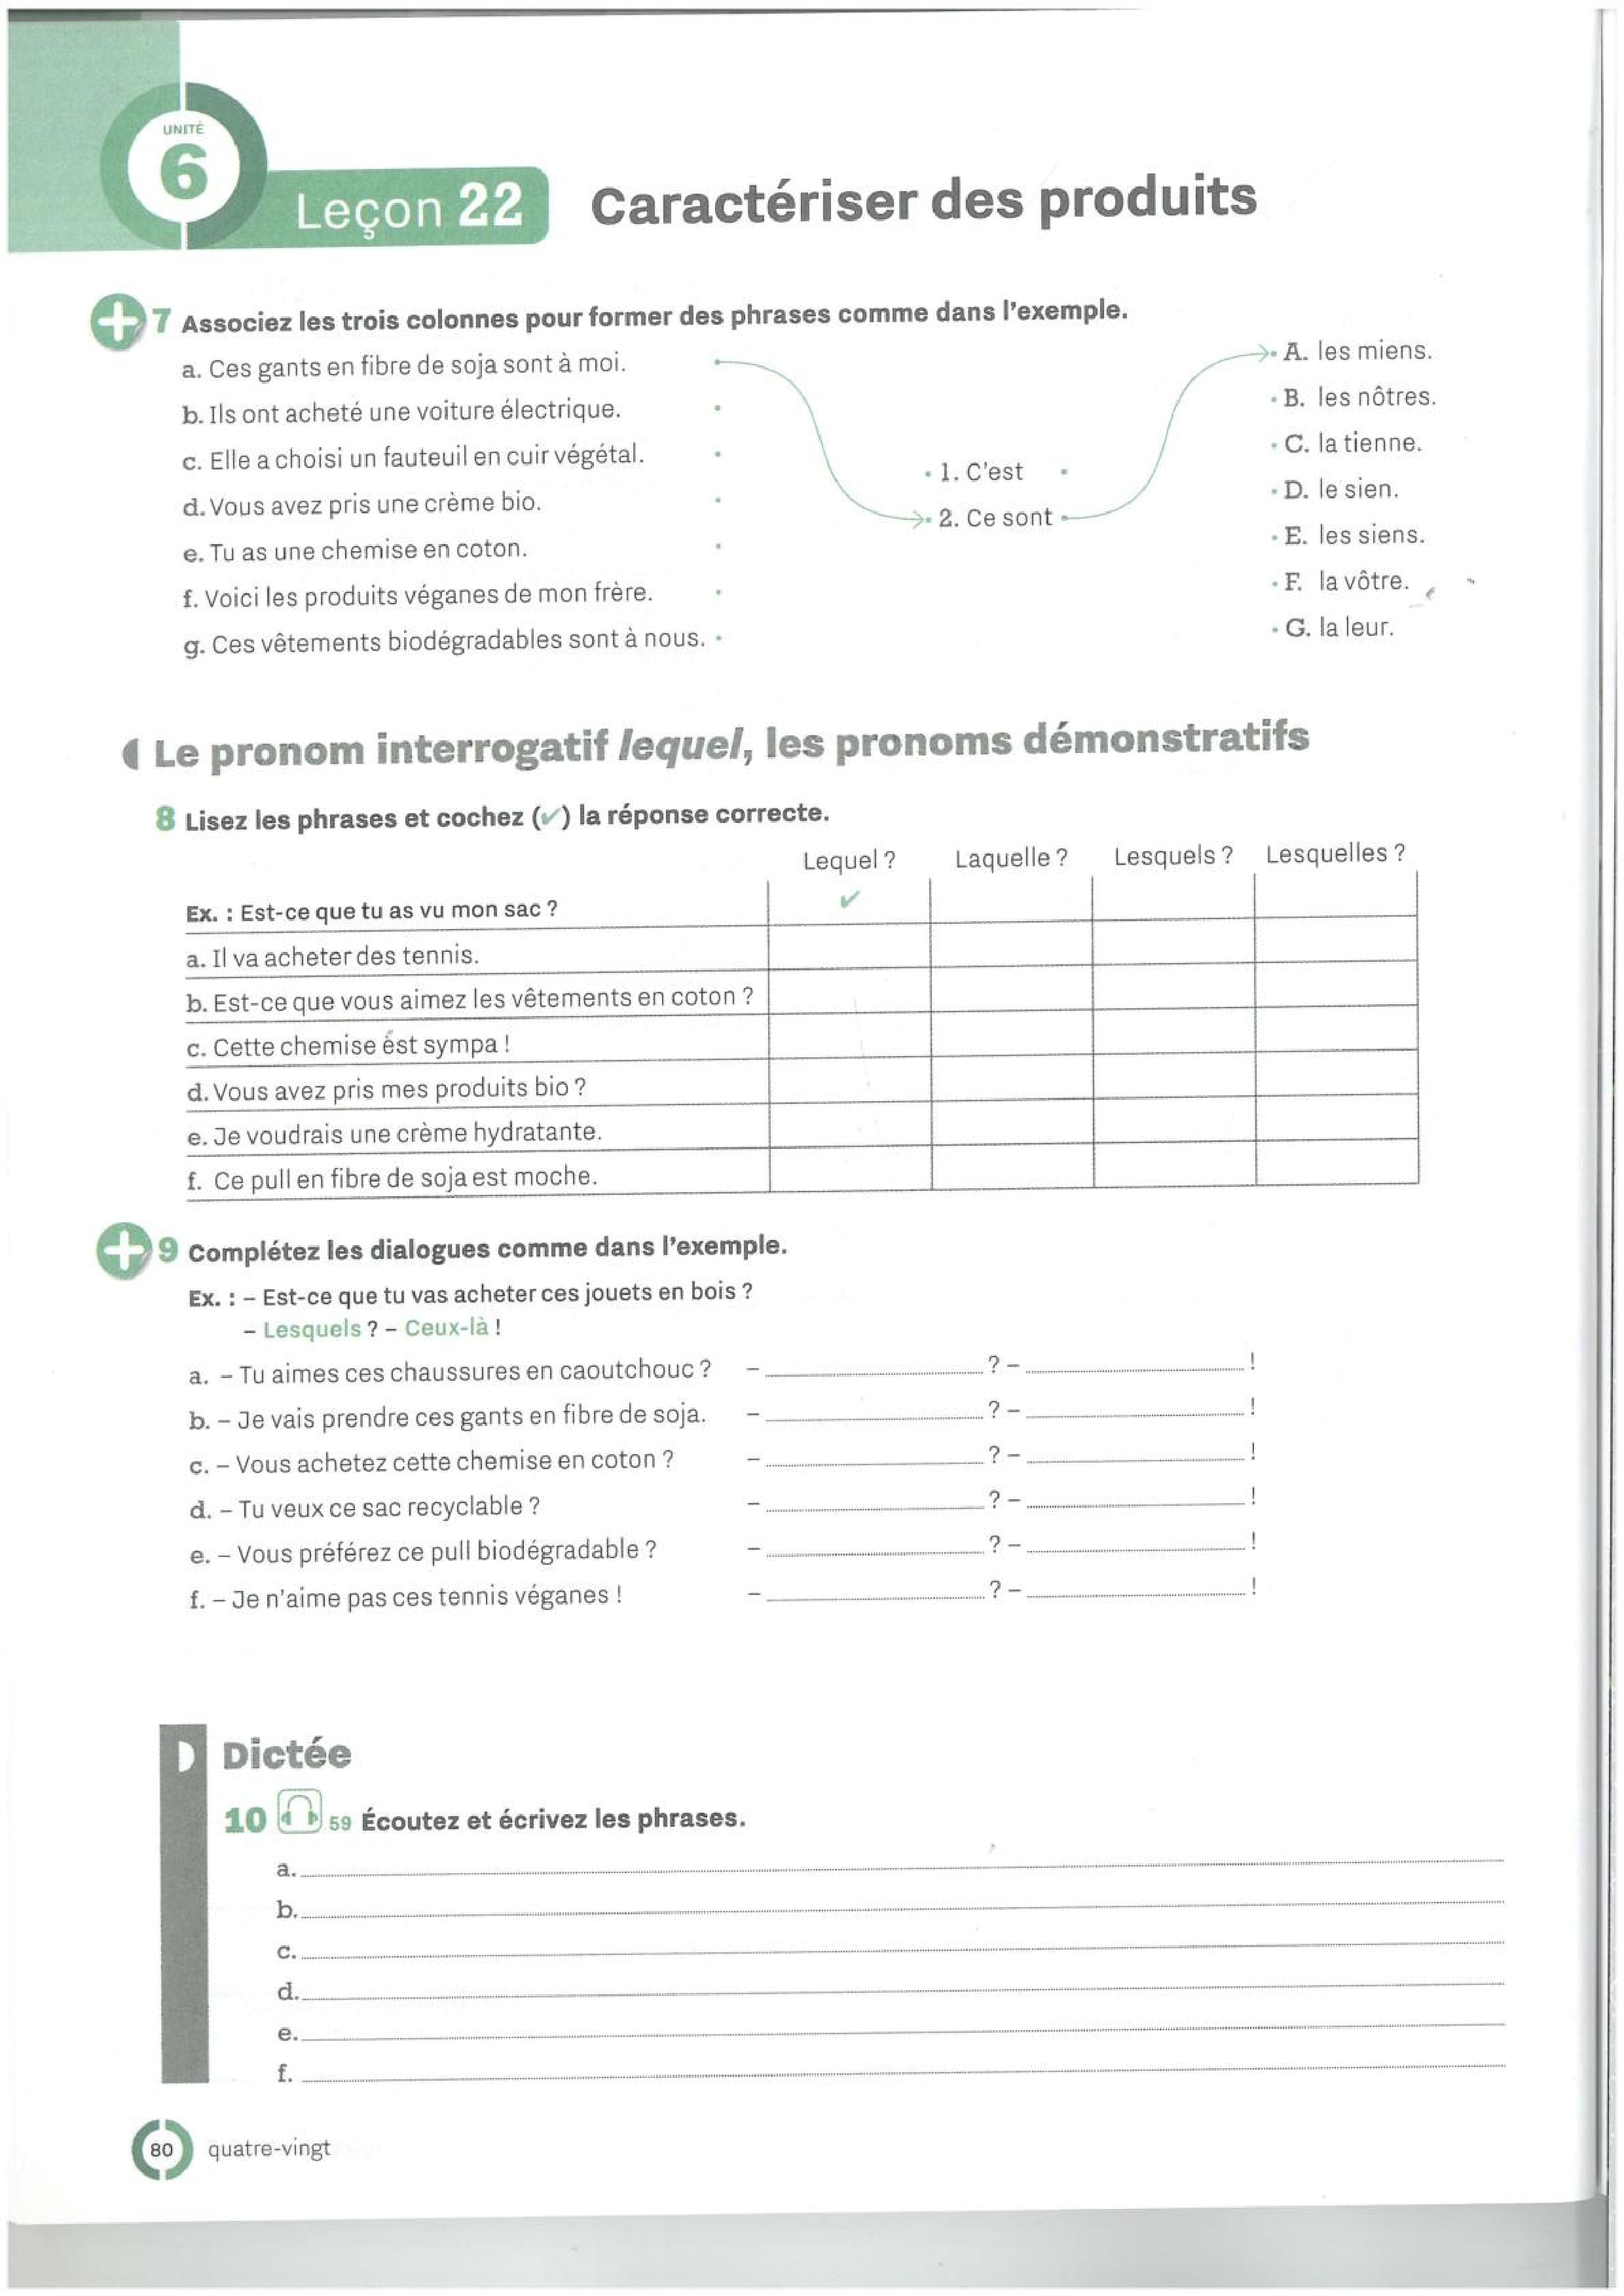 UNITÉ
6
Leçon 22 Caractériser des produits
7 Associez les trois colonnes pour former des phrases comme dans l'exemple.
a. Ces gants en fibre de soja sont à moi.
b. Ils ont acheté une voiture électrique.
c. Elle a choisi un fauteuil en cuir végétal.
d. Vous avez pris une crème bio.
e. Tu as une chemise en coton.
f. Voici les produits véganes de mon frère.
g. Ces vêtements biodégradables sont à nous.
1. C'est
2. Ce sont
A. les miens.
B. les nôtres.
C. la tienne.
D. le sien.
E. les siens.
F. la vôtre.
G. la leur.
Le pronom interrogatif lequel, les pronoms démonstratifs
8 Lisez les phrases et cochez (✔) la réponse correcte.
Lequel ? Laquelle ? Lesquels ? Lesquelles ?
Ex. : Est-ce que tu as vu mon sac ? ✔
a. Il va acheter des tennis.
b. Est-ce que vous aimez les vêtements en coton ?
c. Cette chemise est sympa !
d. Vous avez pris mes produits bio ?
e. Je voudrais une crème hydratante.
f. Ce pull en fibre de soja est moche.
9 Complétez les dialogues comme dans l'exemple.
Ex. : – Est-ce que tu vas acheter ces jouets en bois ?
– Lesquels ? – Ceux-là !
a. – Tu aimes ces chaussures en caoutchouc ? – ? – !
b. – Je vais prendre ces gants en fibre de soja. – ? – !
c. – Vous achetez cette chemise en coton ? – ? – !
d. – Tu veux ce sac recyclable ? – ? – !
e. – Vous préférez ce pull biodégradable ? – ? – !
f. – Je n'aime pas ces tennis véganes ! – ? – !
Dictée
10 59 Écoutez et écrivez les phrases.
a.
b.
c.
d.
e.
f.
80 quatre-vingt